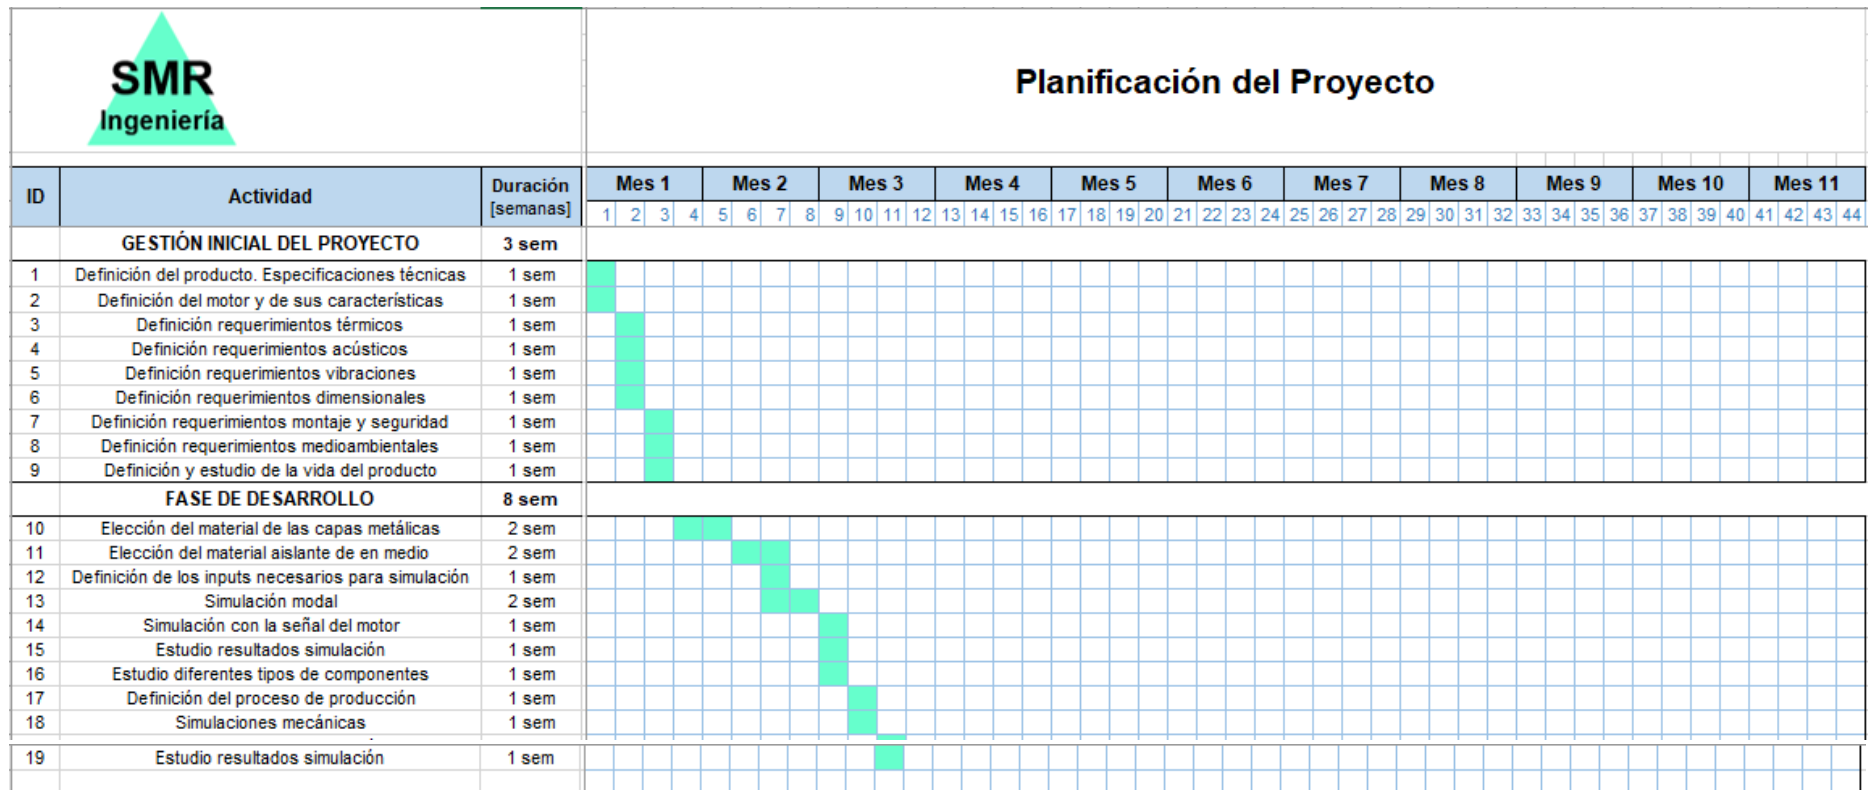 SMR
Ingeniería
Planificación del Proyecto
ID Actividad Duración [semanas] Mes 1 Mes 2 Mes 3 Mes 4 Mes 5 Mes 6 Mes 7 Mes 8 Mes 9 Mes 10 Mes 11
1 2 3 4 5 6 7 8 9 10 11 12 13 14 15 16 17 18 19 20 21 22 23 24 25 26 27 28 29 30 31 32 33 34 35 36 37 38 39 40 41 42 43 44
GESTIÓN INICIAL DEL PROYECTO 3 sem
1 Definición del producto. Especificaciones técnicas 1 sem
2 Definición del motor y de sus características 1 sem
3 Definición requerimientos térmicos 1 sem
4 Definición requerimientos acústicos 1 sem
5 Definición requerimientos vibraciones 1 sem
6 Definición requerimientos dimensionales 1 sem
7 Definición requerimientos montaje y seguridad 1 sem
8 Definición requerimientos medioambientales 1 sem
9 Definición y estudio de la vida del producto 1 sem
FASE DE DESARROLLO 8 sem
10 Elección del material de las capas metálicas 2 sem
11 Elección del material aislante de en medio 2 sem
12 Definición de los inputs necesarios para simulación 1 sem
13 Simulación modal 2 sem
14 Simulación con la señal del motor 1 sem
15 Estudio resultados simulación 1 sem
16 Estudio diferentes tipos de componentes 1 sem
17 Definición del proceso de producción 1 sem
18 Simulaciones mecánicas 1 sem
19 Estudio resultados simulación 1 sem